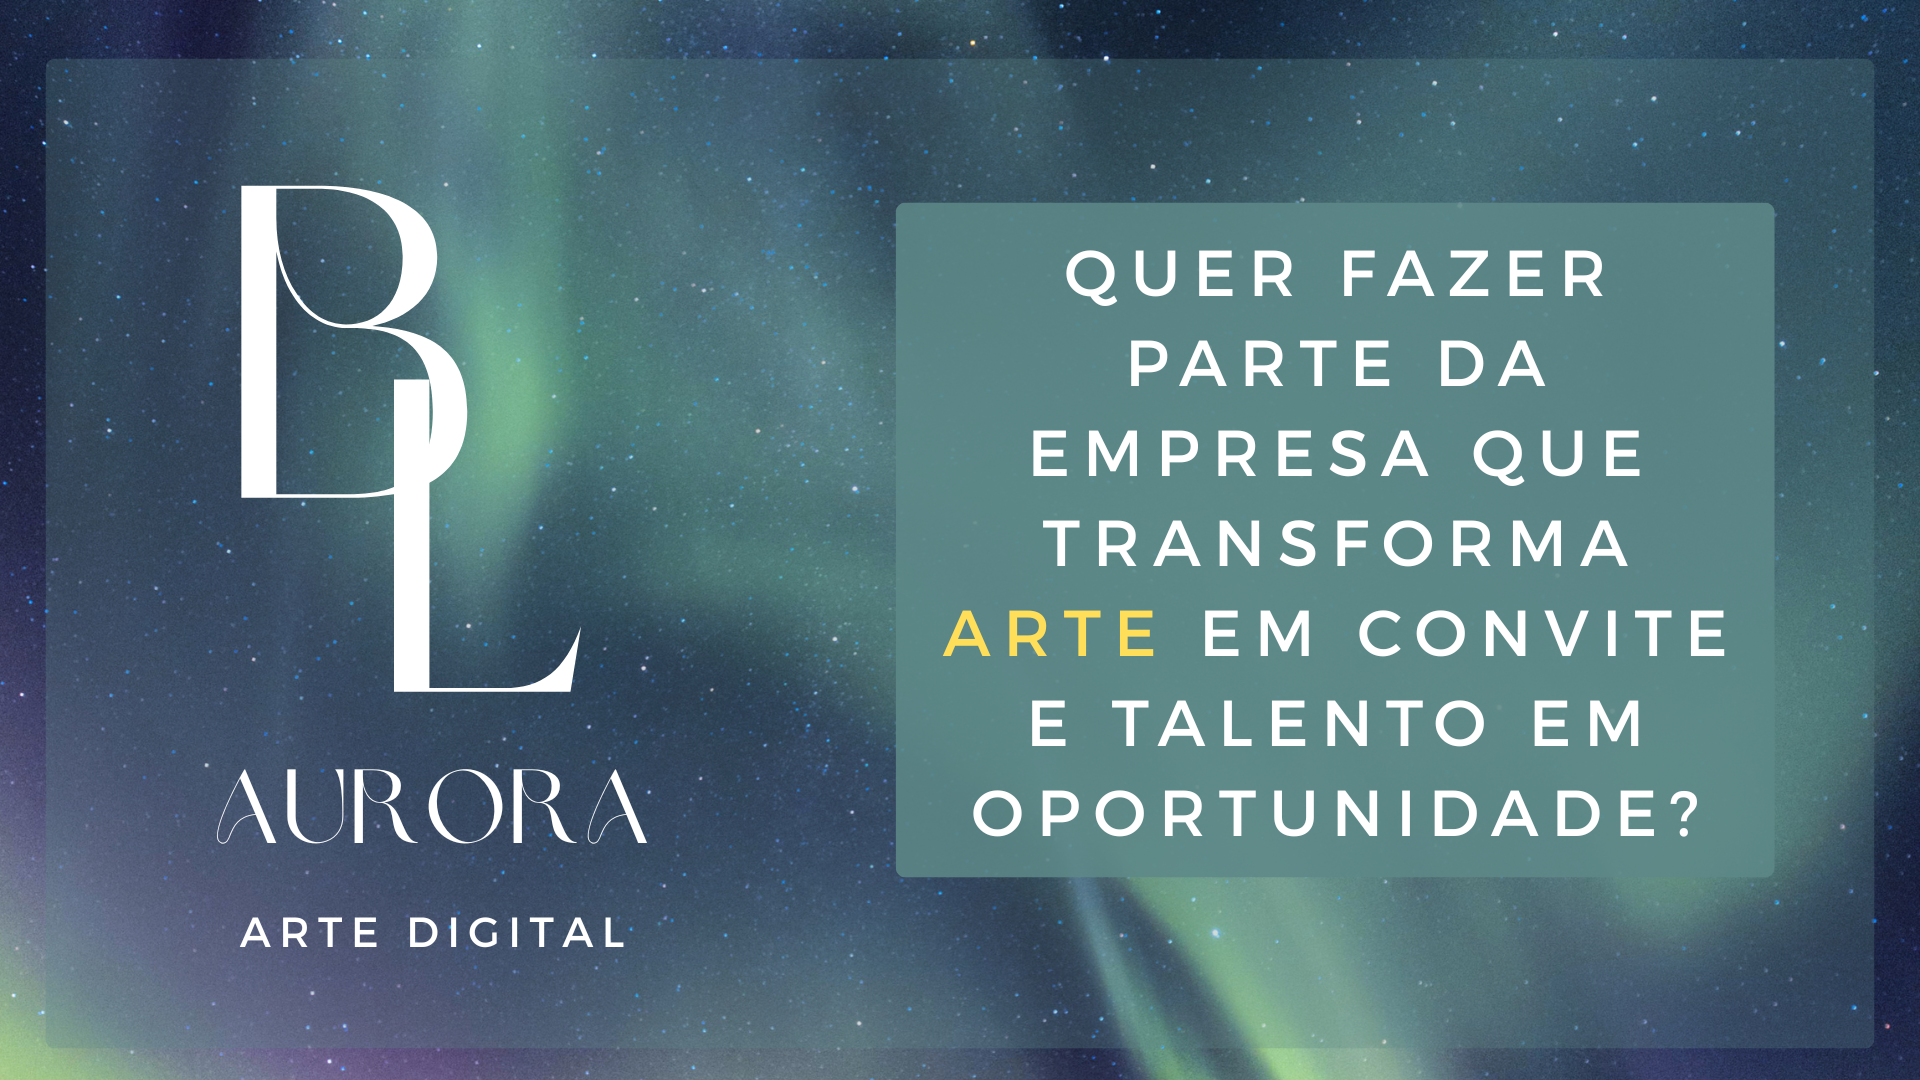 BL
AURORA
ARTE DIGITAL
QUER FAZER
PARTE DA
EMPRESA QUE
TRANSFORMA
ARTE EM CONVITE
E TALENTO EM
OPORTUNIDADE?